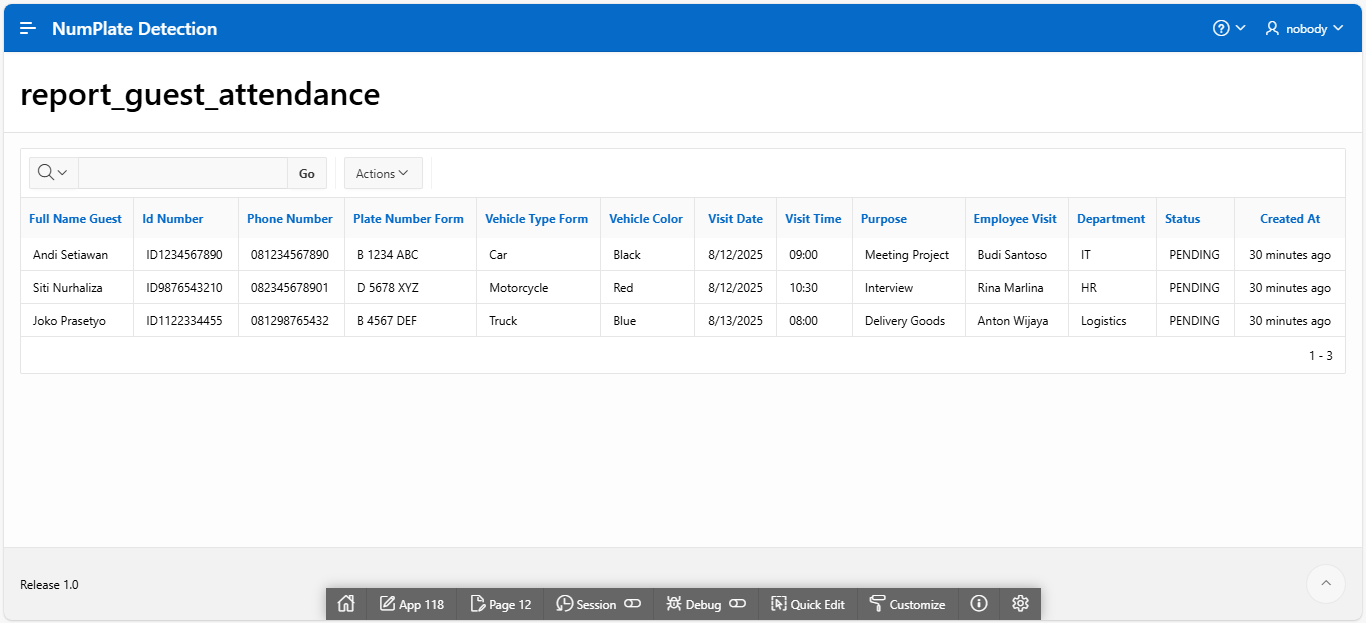 NumPlate Detection nobody
report_guest_attendance
Go Actions
Full Name Guest Id Number Phone Number Plate Number Form Vehicle Type Form Vehicle Color Visit Date Visit Time Purpose Employee Visit Department Status Created At
Andi Setiawan ID1234567890 081234567890 B 1234 ABC Car Black 8/12/2025 09:00 Meeting Project Budi Santoso IT PENDING 30 minutes ago
Siti Nurhaliza ID9876543210 082345678901 D 5678 XYZ Motorcycle Red 8/12/2025 10:30 Interview Rina Marlina HR PENDING 30 minutes ago
Joko Prasetyo ID1122334455 081298765432 B 4567 DEF Truck Blue 8/13/2025 08:00 Delivery Goods Anton Wijaya Logistics PENDING 30 minutes ago
1 - 3
Release 1.0
App 118 Page 12 Session Debug Quick Edit Customize